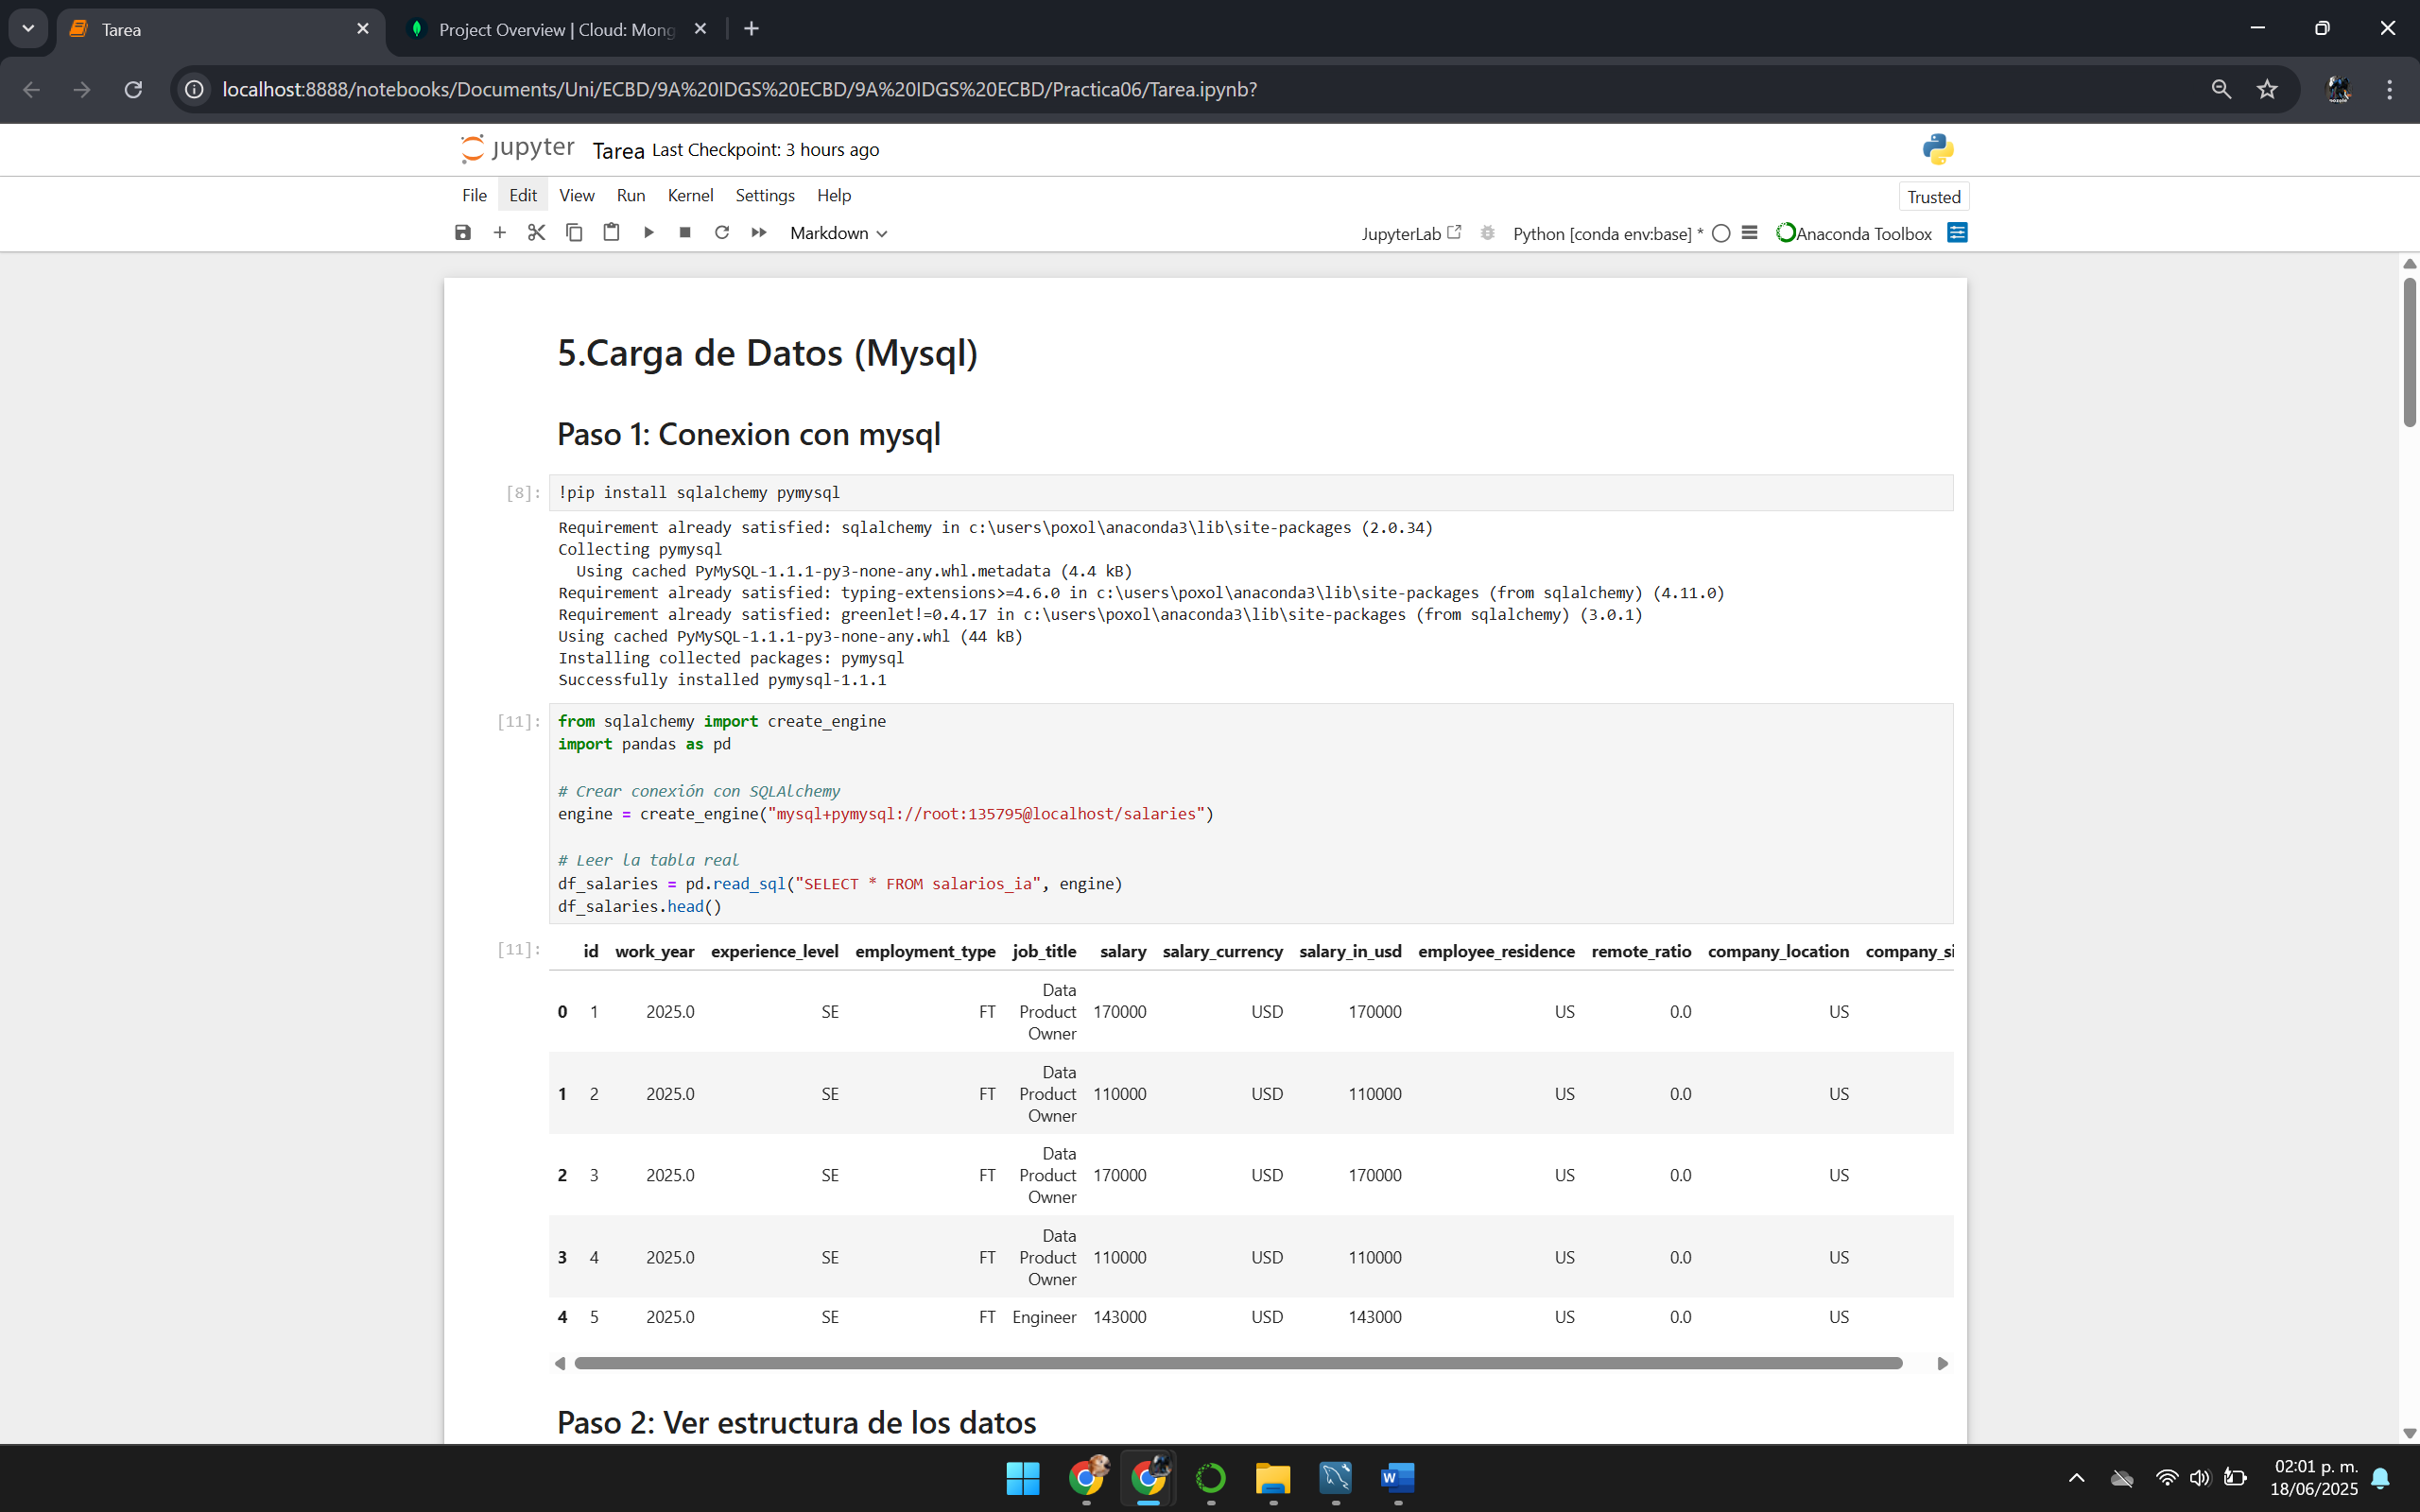 Tarea
Project Overview | Cloud: Mong
localhost:8888/notebooks/Documents/Uni/ECBD/9A%20IDGS%20ECBD/9A%20IDGS%20ECBD/Practica06/Tarea.ipynb?
jupyter Tarea Last Checkpoint: 3 hours ago
File Edit View Run Kernel Settings Help Trusted
Markdown JupyterLab Python [conda env:base] * Anaconda Toolbox
5.Carga de Datos (Mysql)
Paso 1: Conexion con mysql
[8]: !pip install sqlalchemy pymysql
Requirement already satisfied: sqlalchemy in c:\users\poxol\anaconda3\lib\site-packages (2.0.34)
Collecting pymysql
  Using cached PyMySQL-1.1.1-py3-none-any.whl.metadata (4.4 kB)
Requirement already satisfied: typing-extensions>=4.6.0 in c:\users\poxol\anaconda3\lib\site-packages (from sqlalchemy) (4.11.0)
Requirement already satisfied: greenlet!=0.4.17 in c:\users\poxol\anaconda3\lib\site-packages (from sqlalchemy) (3.0.1)
Using cached PyMySQL-1.1.1-py3-none-any.whl (44 kB)
Installing collected packages: pymysql
Successfully installed pymysql-1.1.1
[11]: from sqlalchemy import create_engine
import pandas as pd
# Crear conexión con SQLAlchemy
engine = create_engine("mysql+pymysql://root:135795@localhost/salaries")
# Leer la tabla real
df_salaries = pd.read_sql("SELECT * FROM salarios_ia", engine)
df_salaries.head()
[11]: id work_year experience_level employment_type job_title salary salary_currency salary_in_usd employee_residence remote_ratio company_location company_si
0 1 2025.0 SE FT Data Product Owner 170000 USD 170000 US 0.0 US
1 2 2025.0 SE FT Data Product Owner 110000 USD 110000 US 0.0 US
2 3 2025.0 SE FT Data Product Owner 170000 USD 170000 US 0.0 US
3 4 2025.0 SE FT Data Product Owner 110000 USD 110000 US 0.0 US
4 5 2025.0 SE FT Engineer 143000 USD 143000 US 0.0 US
Paso 2: Ver estructura de los datos
W
02:01 p. m.
18/06/2025